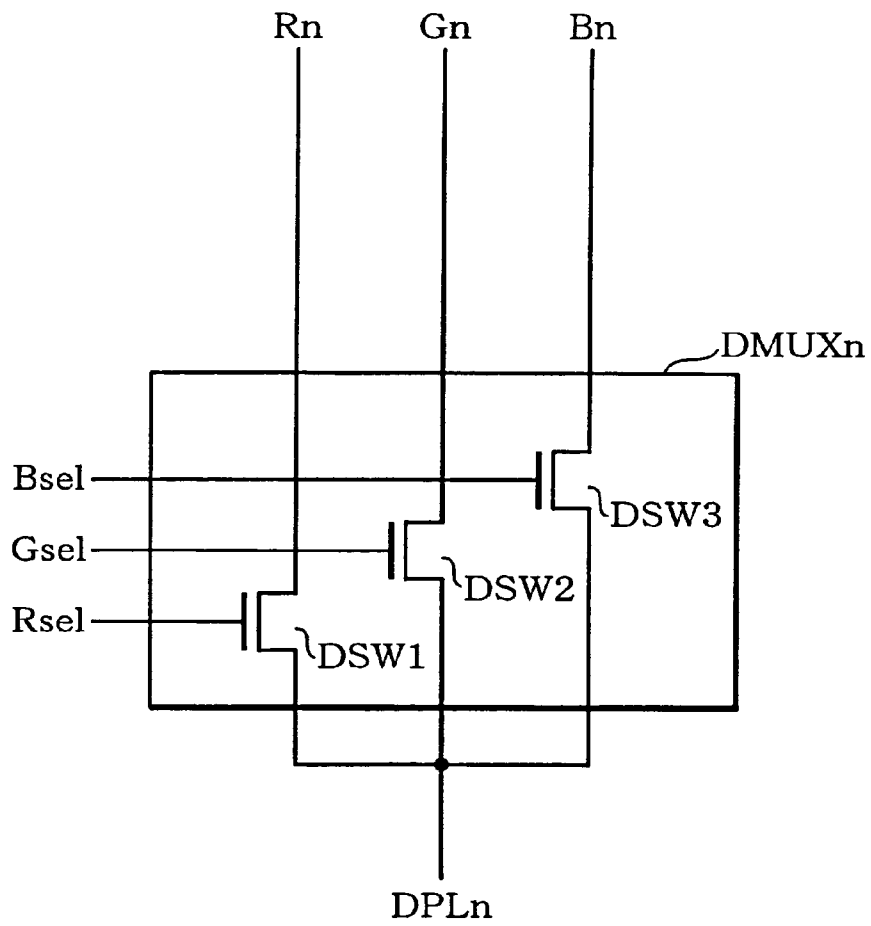 Rn Gn Bn
DMUXn
Bsel
DSW3
Gsel
DSW2
Rsel
DSW1
DPLn